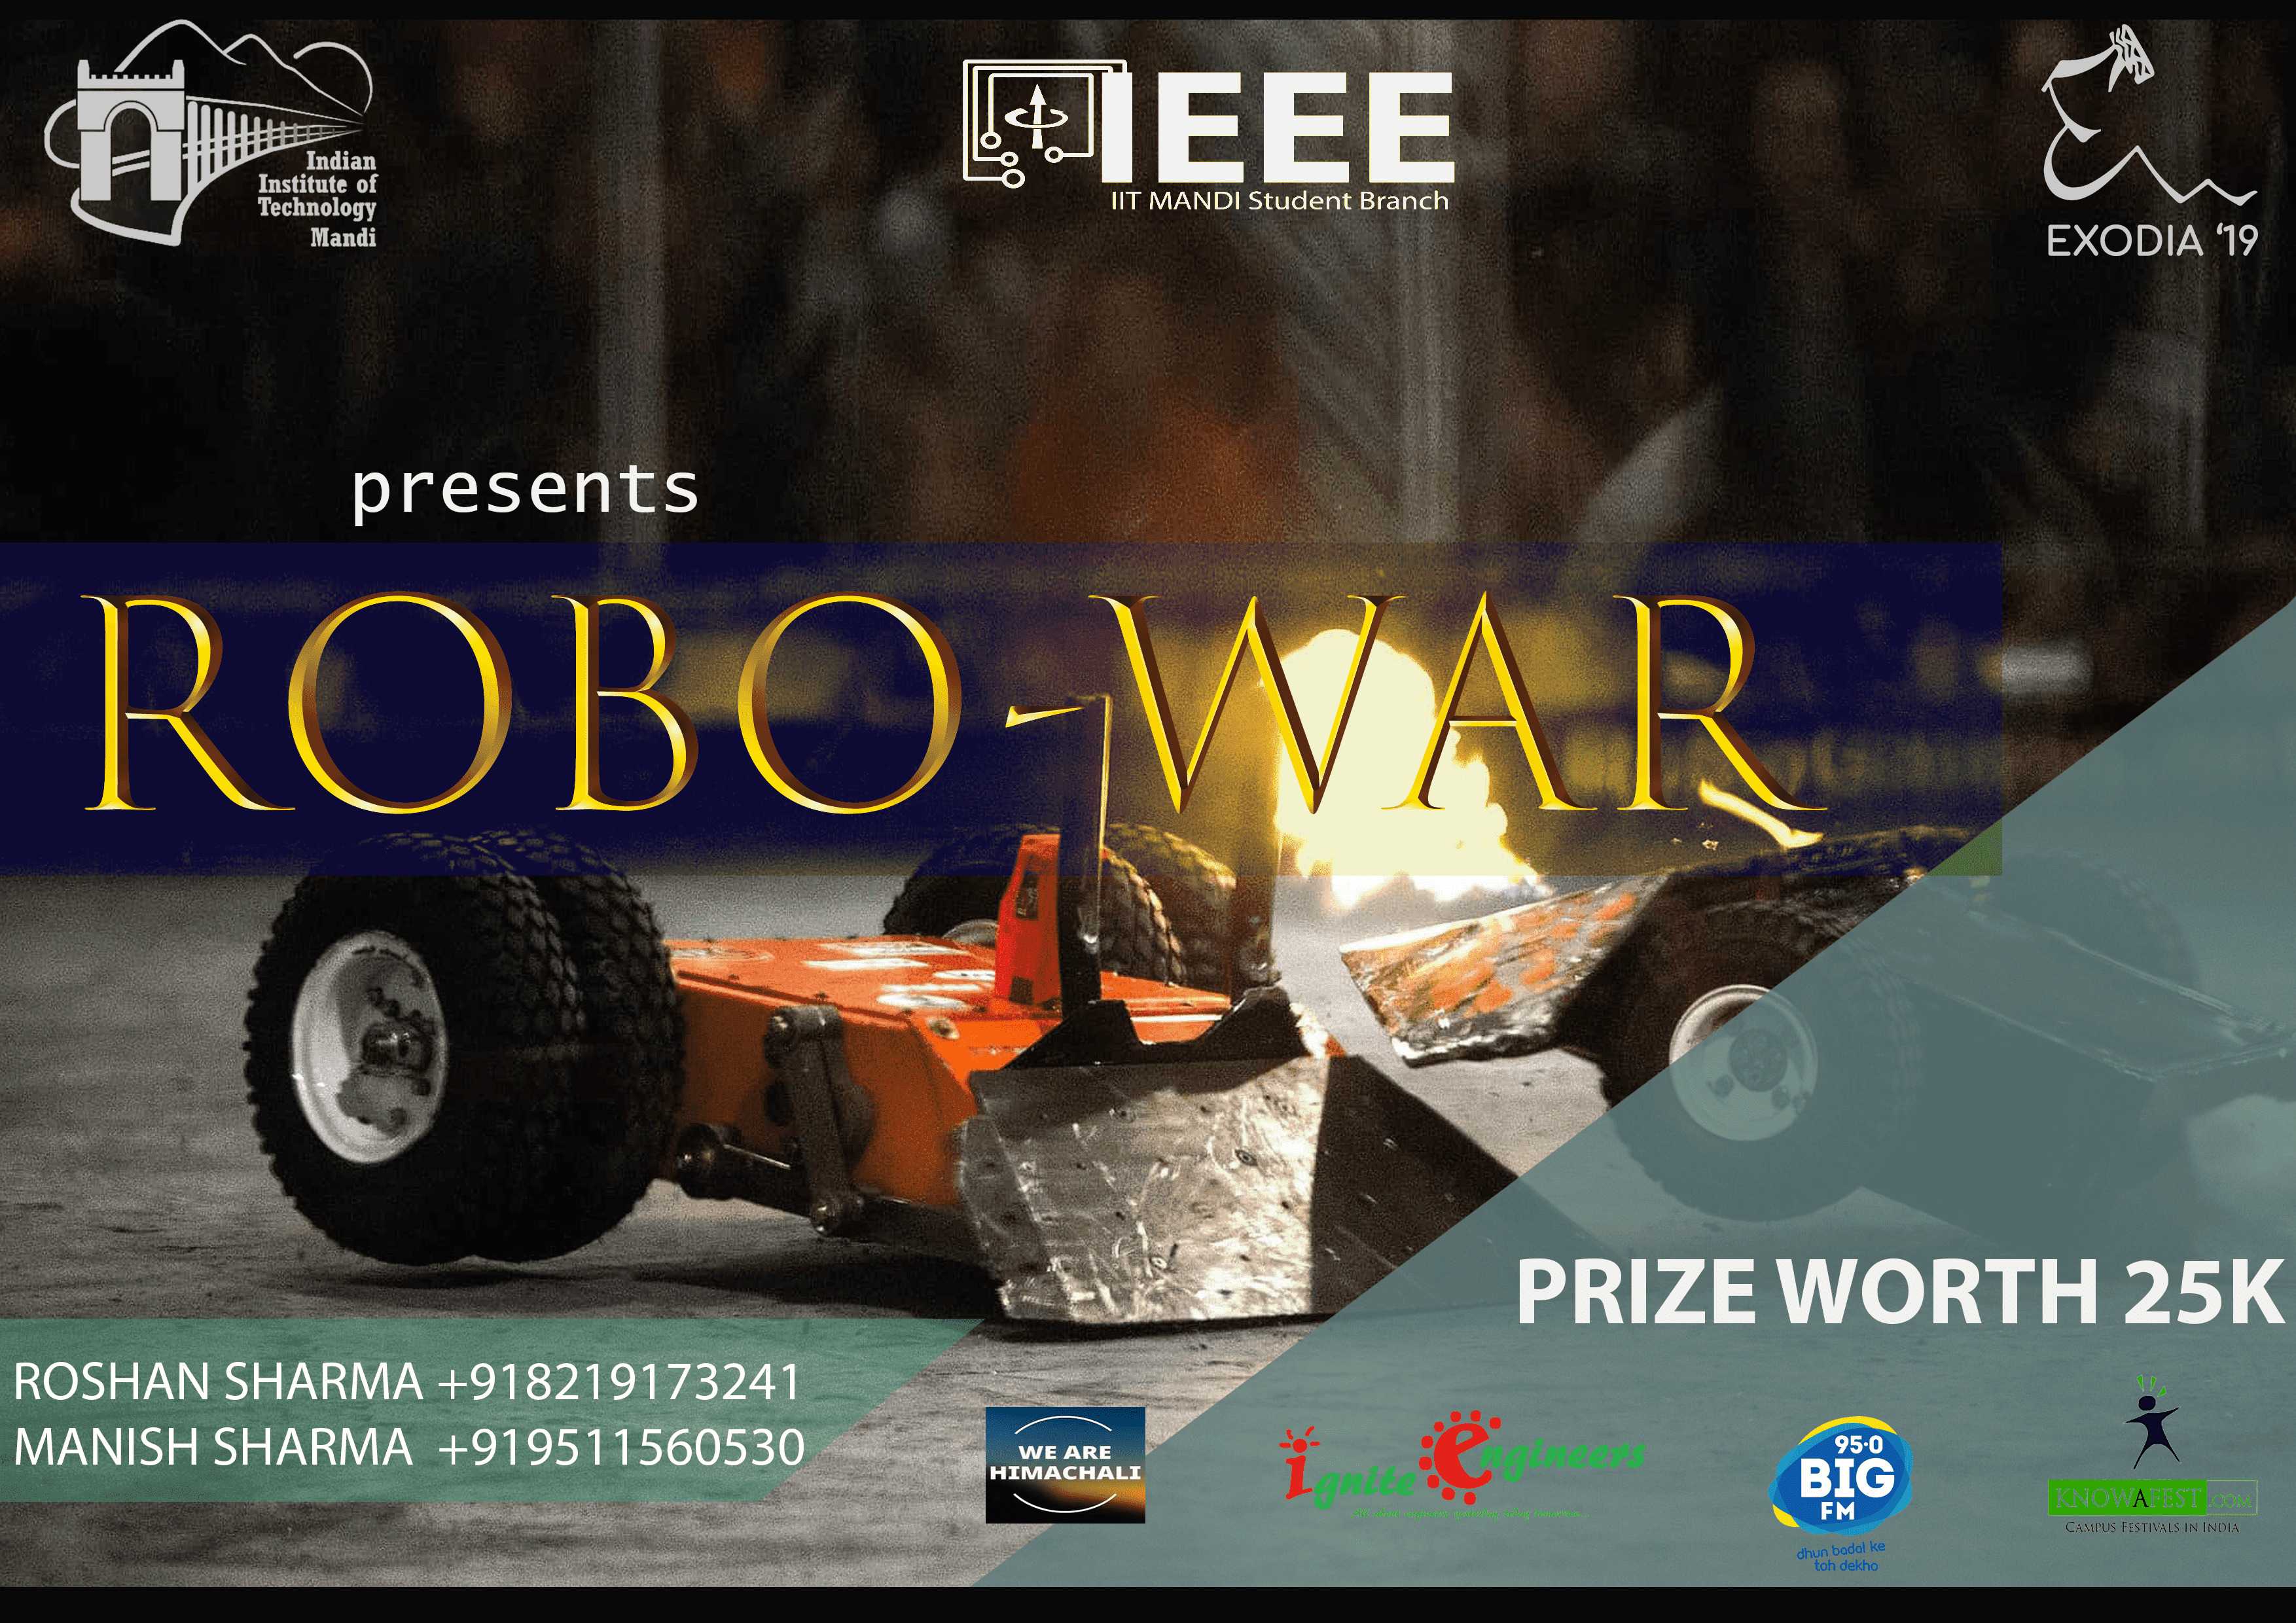 Indian
Institute of
Technology
Mandi
IEEE
IIT MANDI Student Branch
EXODIA '19
presents
ROBO-WAR
PRIZE WORTH 25K
ROSHAN SHARMA +918219173241
MANISH SHARMA +919511560530
WE ARE
HIMACHALI
ignite engineers
95.0
BIG
FM
dhun badal ke
toh dekho
KNOWAFEST.COM
CAMPUS FESTIVALS IN INDIA